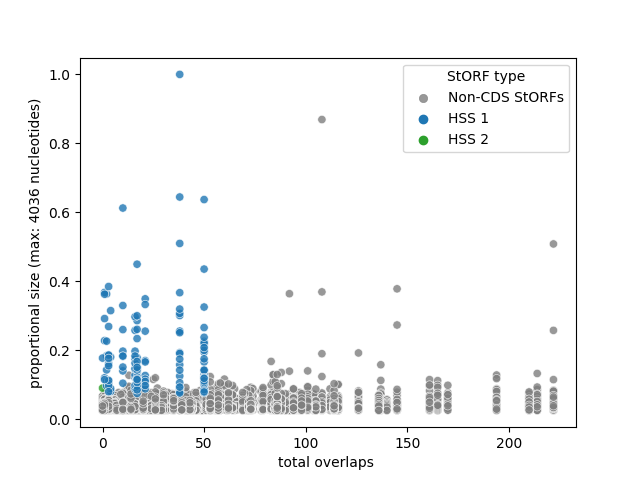 StORF type
Non-CDS StORFs
HSS 1
HSS 2
1.0
0.8
0.6
0.4
0.2
0.0
proportional size (max: 4036 nucleotides)
0 50 100 150 200
total overlaps